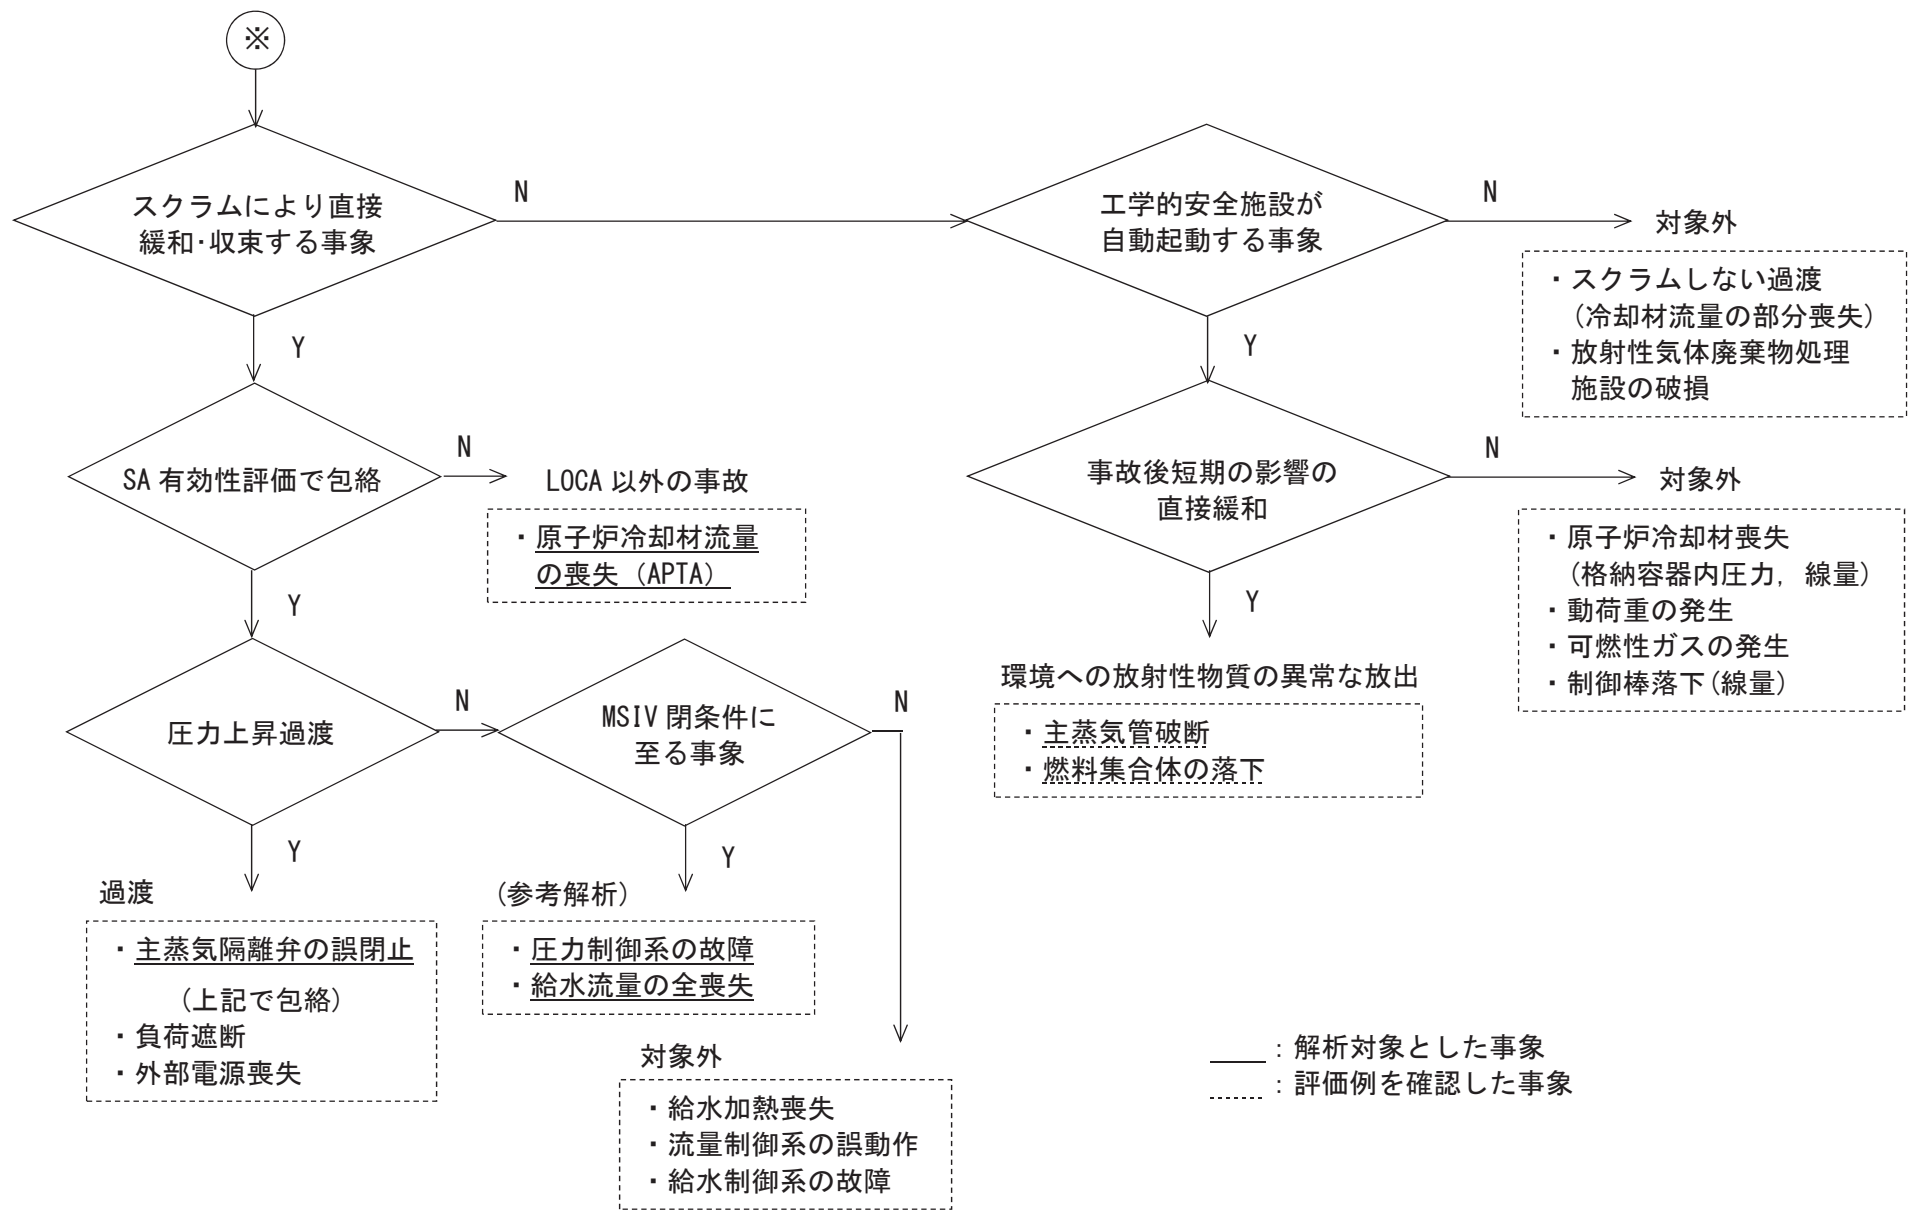 ※
スクラムにより直接
緩和･収束する事象
N
Y
工学的安全施設が
自動起動する事象
N
対象外
・スクラムしない過渡
(冷却材流量の部分喪失)
・放射性気体廃棄物処理
施設の破損
Y
SA 有効性評価で包絡
N
LOCA 以外の事故
・原子炉冷却材流量
の喪失 (APTA)
Y
事故後短期の影響の
直接緩和
N
対象外
・原子炉冷却材喪失
(格納容器内圧力, 線量)
・動荷重の発生
・可燃性ガスの発生
・制御棒落下(線量)
Y
環境への放射性物質の異常な放出
・主蒸気管破断
・燃料集合体の落下
圧力上昇過渡
N
MSIV 閉条件に
至る事象
N
Y
過渡
・主蒸気隔離弁の誤閉止
(上記で包絡)
・負荷遮断
・外部電源喪失
Y
(参考解析)
・圧力制御系の故障
・給水流量の全喪失
対象外
・給水加熱喪失
・流量制御系の誤動作
・給水制御系の故障
：解析対象とした事象
：評価例を確認した事象